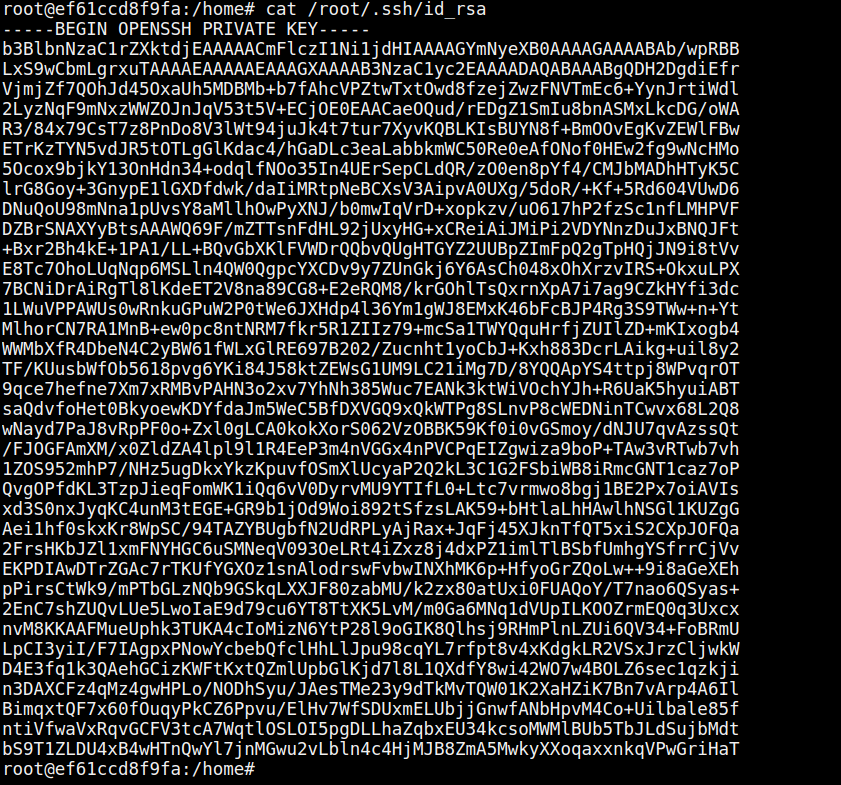 root@ef61ccd8f9fa:/home# cat /root/.ssh/id_rsa
-----BEGIN OPENSSH PRIVATE KEY-----
b3BlbnNzaC1rZXktdjEAAAAACmFlczI1Ni1jdHIAAAAGYmNyeXB0AAAAGAAAABAb/wpRBB
LxS9wCbmLgrxuTAAAAEAAAAAEAAAGXAAAAB3NzaC1yc2EAAAADAQABAAABgQDH2DgdiEfr
VjmjZf7QOhJd45OxaUh5MDBMb+b7fAhcVPZtwTxtOwd8fzejZwzFNVTmEc6+YynJrtiWdl
2LyzNqF9mNxzWWZOJnJqV53t5V+ECjOE0EAACaeOQud/rEDgZ1SmIu8bnASMxLkcDG/oWA
R3/84x79CsT7z8PnDo8V3lWt94juJk4t7tur7XyvKQBLKIsBUYN8f+BmOOvEgKvZEWlFBw
ETrKzTYN5vdJR5tOTLgGlKdac4/hGaDLc3eaLabbkmWC50Re0eAfONof0HEw2fg9wNcHMo
5Ocox9bjkY13OnHdn34+odqlfNOo35In4UErSepCLdQR/zO0en8pYf4/CMJbMADhHTyK5C
lrG8Goy+3GnypE1lGXDfdwk/daIiMRtpNeBCXsV3AipvA0UXg/5doR/+Kf+5Rd604VUwD6
DNuQoU98mNna1pUvsY8aMllhOwPyXNJ/b0mwIqVrD+xopkzv/uO617hP2fzSc1nfLMHPVF
DZBrSNAXYyBtsAAAWQ69F/mZTTsnFdHL92jUxyHG+xCReiAiJMiPi2VDYNnzDuJxBNQJFt
+Bxr2Bh4kE+1PA1/LL+BQvGbXKlFVWDrQQbvQUgHTGYZ2UUBpZImFpQ2gTpHQjJN9i8tVv
E8Tc7OhoLUqNqp6MSLln4QW0QgpcYXCDv9y7ZUnGkj6Y6AsCh048xOhXrzvIRS+OkxuLPX
7BCNiDrAiRgTl8lKdeET2V8na89CG8+E2eRQM8/krGOhlTsQxrnXpA7i7ag9CZkHYfi3dc
1LWuVPPAWUs0wRnkuGPuW2P0tWe6JXHdp4l36Ym1gWJ8EMxK46bFcBJP4Rg3S9TWw+n+Yt
MlhorCN7RA1MnB+ew0pc8ntNRM7fkr5R1ZIIz79+mcSa1TWYQquHrfjZUIlZD+mKIxogb4
WWMbXfR4DbeN4C2yBW61fWLxGlRE697B202/Zucnht1yoCbJ+Kxh883DcrLAikg+uil8y2
TF/KUusbWfOb5618pvg6YKi84J58ktZEWsG1UM9LC21iMg7D/8YQQApYS4ttpj8WPvqrOT
9qce7hefne7Xm7xRMBvPAHN3o2xv7YhNh385Wuc7EANk3ktWiVOchYJh+R6UaK5hyuiABT
saQdvfoHet0BkyoewKDYfdaJm5WeC5BfDXVGQ9xQkWTPg8SLnvP8cWEDNinTCwvx68L2Q8
wNayd7PaJ8vRpPF0o+Zxl0gLCA0kokXorS062VzOBBK59Kf0i0vGSmoy/dNJU7qvAzssQt
/FJOGFAmXM/x0ZldZA4lpl9l1R4EeP3m4nVGGx4nPVCPqEIZgwiza9boP+TAw3vRTwb7vh
1ZOS952mhP7/NHz5ugDkxYkzKpuvfOSmXlUcyaP2Q2kL3C1G2FSbiWB8iRmcGNT1caz7oP
QvgOPfdKL3TzpJieqFomWK1iQq6vV0DyrvMU9YTIfL0+Ltc7vrmwo8bgj1BE2Px7oiAVIs
xd3S0nxJyqKC4unM3tEGE+GR9b1jOd9Woi892tSfzsLAK59+bHtlaLhHAwlhNSGl1KUZgG
Aei1hf0skxKr8WpSC/94TAZYBUgbfN2UdRPLyAjRax+JqFj45XJknTfQT5xiS2CXpJOFQa
2FrsHKbJZl1xmFNYHGC6uSMNeqV093OeLRt4iZxz8j4dxPZ1imlTlBSbfUmhgYSfrrCjVv
EKPDIAwDTrZGAc7rTKUfYGXOz1snAlodrswFvbwINXhMK6p+HfyoGrZQoLw++9i8aGeXEh
pPirsCtWk9/mPTbGLzNQb9GSkqLXXJF80zabMU/k2zx80atUxi0FUAQoY/T7nao6QSyas+
2EnC7shZUQvLUe5LwoIaE9d79cu6YT8TtXK5LvM/m0Ga6MNq1dVUpILKOOZrmEQ0q3Uxcx
nvM8KKAAFMueUphk3TUKA4cIoMizN6YtP28l9oGIK8Qlhsj9RHmPlnLZUi6QV34+FoBRmU
LpCI3yiI/F7IAgpxPNowYcbebQfclHhLlJpu98cqYL7rfpt8v4xKdgkLR2VSxJrzCljwkW
D4E3fq1k3QAehGCizKWFtKxtQZmlUpbGlKjd7l8L1QXdfY8wi42WO7w4BOLZ6sec1qzkji
n3DAXCFz4qMz4gwHPLo/NODhSyu/JAesTMe23y9dTkMvTQW01K2XaHZiK7Bn7vArp4A6Il
BimqxtQF7x60fOuqyPkCZ6Ppvu/ElHv7WfSDUxmELUbjjGnwfANbHpvM4Co+Uilbale85f
ntiVfwaVxRqvGCFV3tcA7WqtlOSLOI5pgDLLhaZqbxEU34kcsoMWMlBUb5TbJLdSujbMdt
bS9T1ZLDU4xB4wHTnQwYl7jnMGwu2vLbln4c4HjMJB8ZmA5MwkyXXoqaxxnkqVPwGriHaT
root@ef61ccd8f9fa:/home#